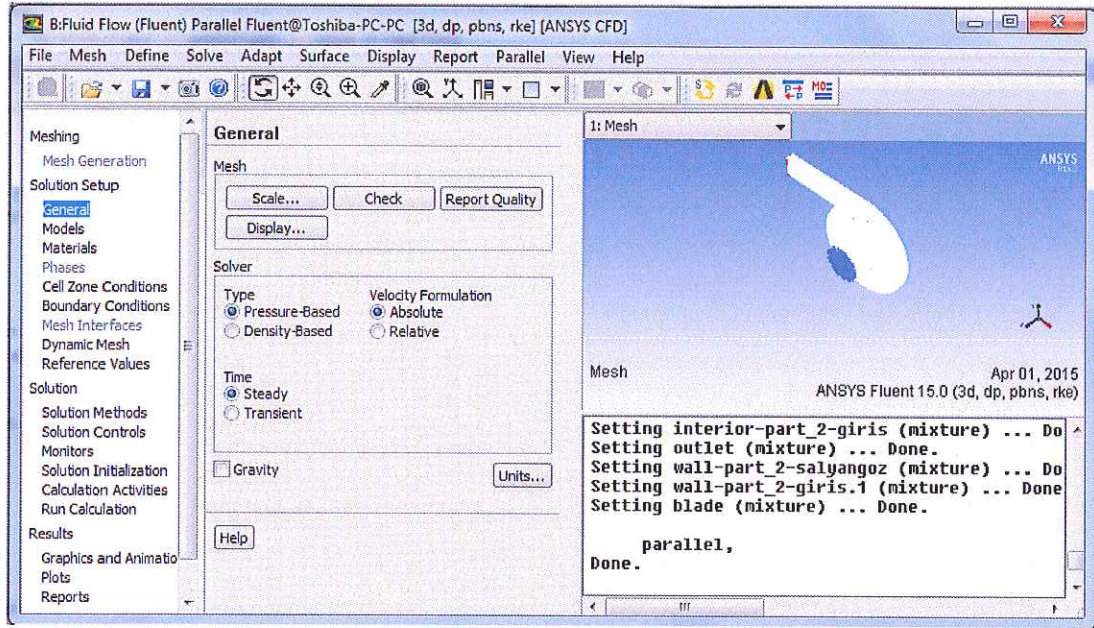 B:Fluid Flow (Fluent) Parallel Fluent@Toshiba-PC-PC [3d, dp, pbns, rke] [ANSYS CFD]
File Mesh Define Solve Adapt Surface Display Report Parallel View Help
Meshing
Mesh Generation
Solution Setup
General
Models
Materials
Phases
Cell Zone Conditions
Boundary Conditions
Mesh Interfaces
Dynamic Mesh
Reference Values
Solution
Solution Methods
Solution Controls
Monitors
Solution Initialization
Calculation Activities
Run Calculation
Results
Graphics and Animatio
Plots
Reports
General
Mesh
Scale... Check Report Quality
Display...
Solver
Type Velocity Formulation
Pressure-Based Absolute
Density-Based Relative
Time
Steady
Transient
Gravity Units...
Help
1: Mesh
ANSYS
Mesh Apr 01, 2015
ANSYS Fluent 15.0 (3d, dp, pbns, rke)
Setting interior-part_2-giris (mixture) ... Do
Setting outlet (mixture) ... Done.
Setting wall-part_2-salyangoz (mixture) ... Do
Setting wall-part_2-giris.1 (mixture) ... Done
Setting blade (mixture) ... Done.
parallel,
Done.